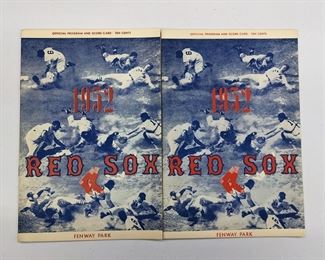 OFFICIAL PROGRAM AND SCORE CARD · TEN CENTS
1952
RED SOX
FENWAY PARK
OFFICIAL PROGRAM AND SCORE CARD · TEN CENTS
1952
RED SOX
FENWAY PARK